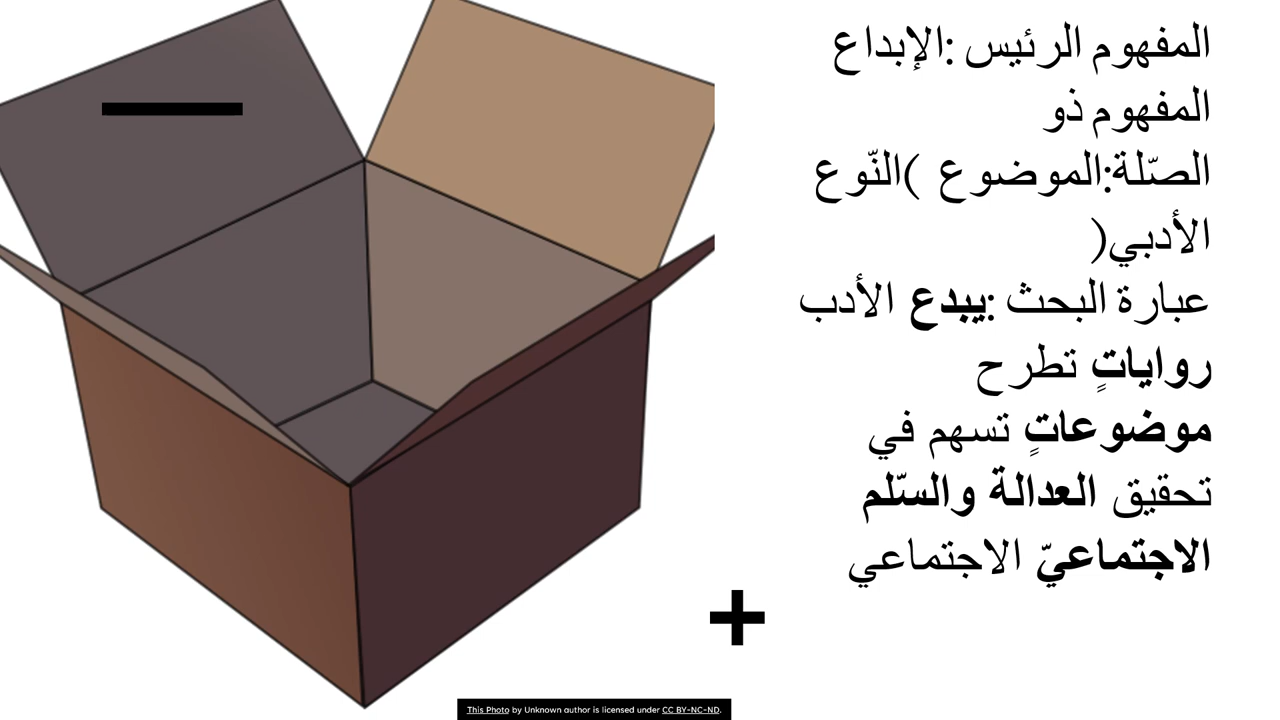 المفهوم الرئيس :الإبداع
المفهوم ذو
الصّلة:الموضوع )النّوع
الأدبي(
عبارة البحث :يبدع الأدب
رواياتٍ تطرح
موضوعاتٍ تسهم في
تحقيق العدالة والسّلم
الاجتماعيّ الاجتماعي
This Photo by Unknown author is licensed under CC BY-NC-ND.